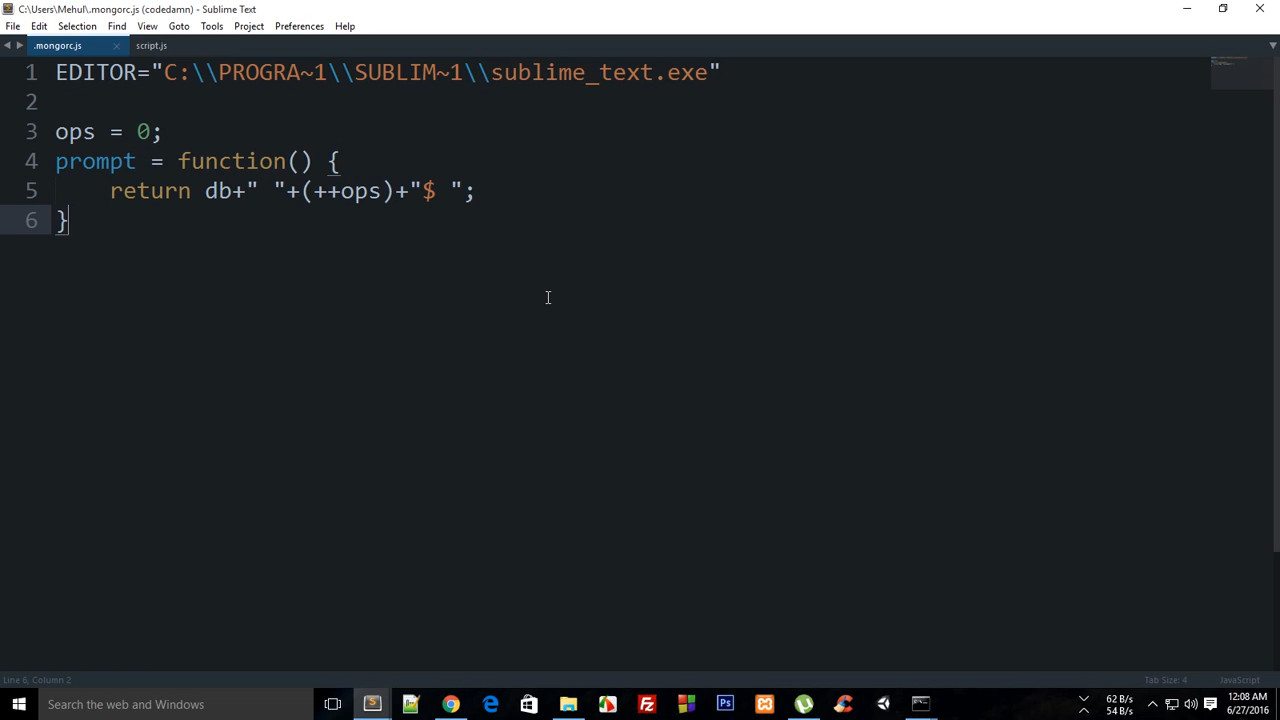 C:\Users\Mehul\.mongorc.js (codedamn) - Sublime Text
File Edit Selection Find View Goto Tools Project Preferences Help
.mongorc.js × script.js
1 EDITOR="C:\\PROGRA~1\\SUBLIM~1\\sublime_text.exe"
2
3 ops = 0;
4 prompt = function() {
5     return db+" "+(++ops)+"$ ";
6 }
Line 6, Column 2 Tab Size: 4 JavaScript
Search the web and Windows
62 B/s
54 B/s
12:08 AM
6/27/2016